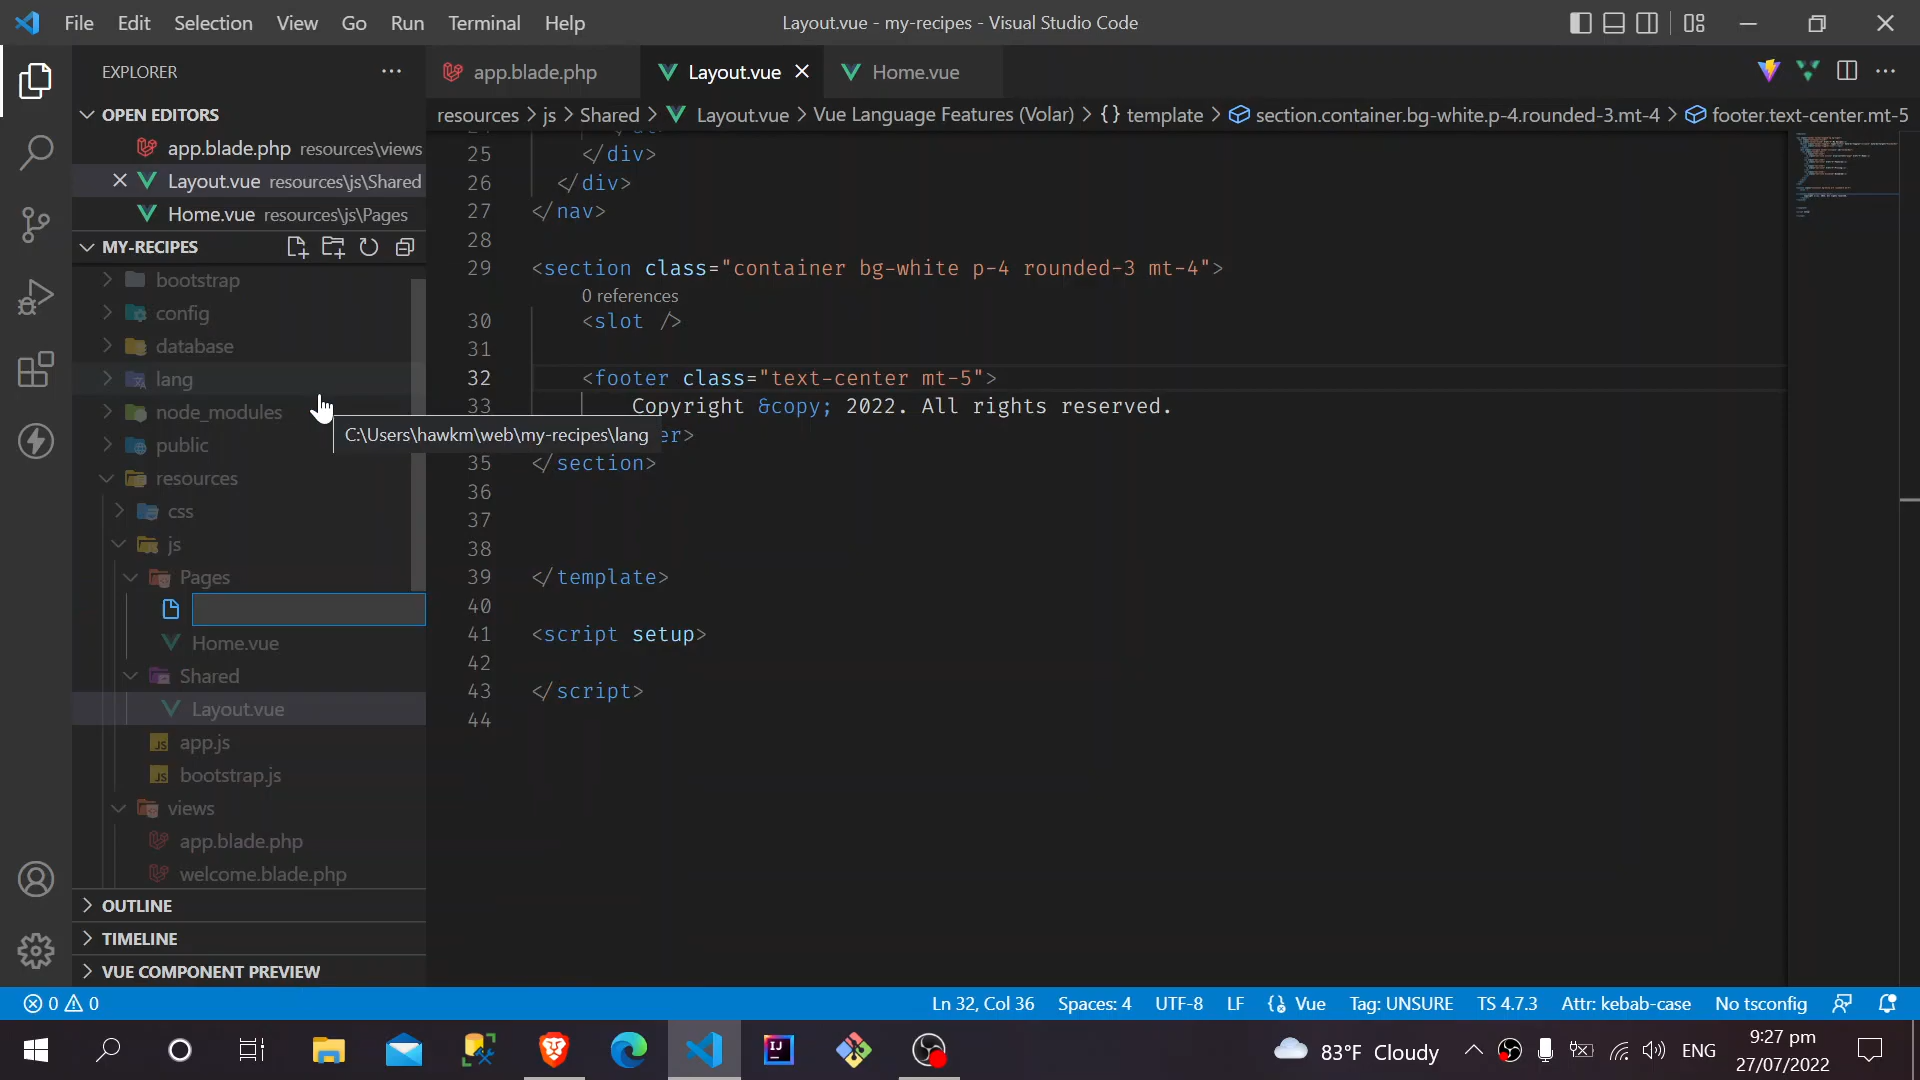 File Edit Selection View Go Run Terminal Help
Layout.vue - my-recipes - Visual Studio Code
EXPLORER
app.blade.php
Layout.vue
Home.vue
OPEN EDITORS
app.blade.php resources\views
Layout.vue resources\js\Shared
Home.vue resources\js\Pages
MY-RECIPES
bootstrap
config
database
lang
node_modules
public
resources
css
js
Pages
Home.vue
Shared
Layout.vue
app.js
bootstrap.js
views
app.blade.php
welcome.blade.php
OUTLINE
TIMELINE
VUE COMPONENT PREVIEW
C:\Users\hawkm\web\my-recipes\lang
resources > js > Shared > Layout.vue > Vue Language Features (Volar) > {} template > section.container.bg-white.p-4.rounded-3.mt-4 > footer.text-center.mt-5
25 </div>
26 </div>
27 </nav>
28
29 <section class="container bg-white p-4 rounded-3 mt-4">
0 references
30 <slot />
31
32 <footer class="text-center mt-5">
33 Copyright &copy; 2022. All rights reserved.
er>
35 </section>
36
37
38
39 </template>
40
41 <script setup>
42
43 </script>
44
0 0
Ln 32, Col 36 Spaces: 4 UTF-8 LF {} Vue Tag: UNSURE TS 4.7.3 Attr: kebab-case No tsconfig
83°F Cloudy
ENG
9:27 pm
27/07/2022